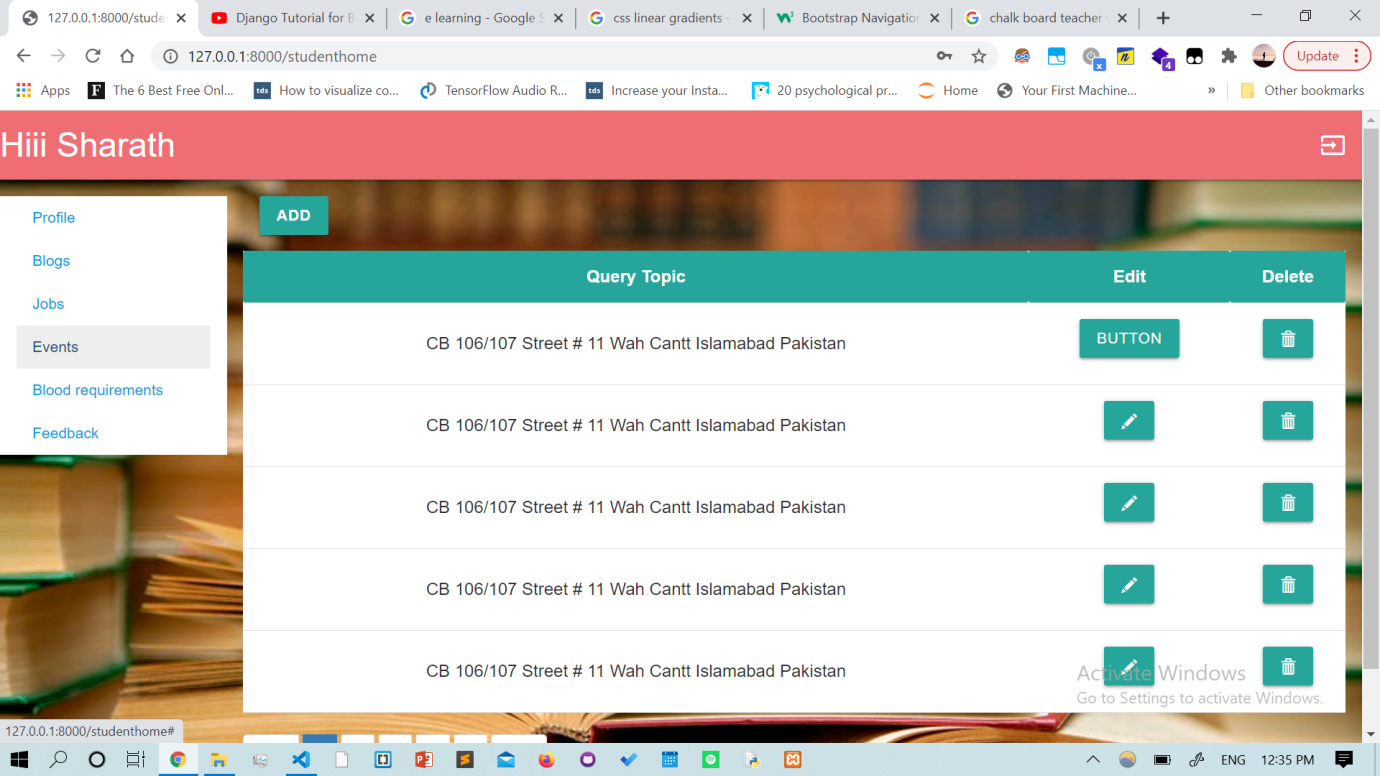 127.0.0.1:8000/stude
Django Tutorial for B
e learning - Google S
css linear gradients -
Bootstrap Navigation
chalk board teacher
127.0.0.1:8000/studenthome
Update
Apps
The 6 Best Free Onl...
How to visualize co...
TensorFlow Audio R...
Increase your Insta...
20 psychological pr...
Home
Your First Machine...
»
Other bookmarks
Hiii Sharath
Profile
Blogs
Jobs
Events
Blood requirements
Feedback
ADD
Query Topic Edit Delete
CB 106/107 Street # 11 Wah Cantt Islamabad Pakistan BUTTON
CB 106/107 Street # 11 Wah Cantt Islamabad Pakistan
CB 106/107 Street # 11 Wah Cantt Islamabad Pakistan
CB 106/107 Street # 11 Wah Cantt Islamabad Pakistan
CB 106/107 Street # 11 Wah Cantt Islamabad Pakistan
Activate Windows
Go to Settings to activate Windows.
127.0.0.1:8000/studenthome#
ENG 12:35 PM